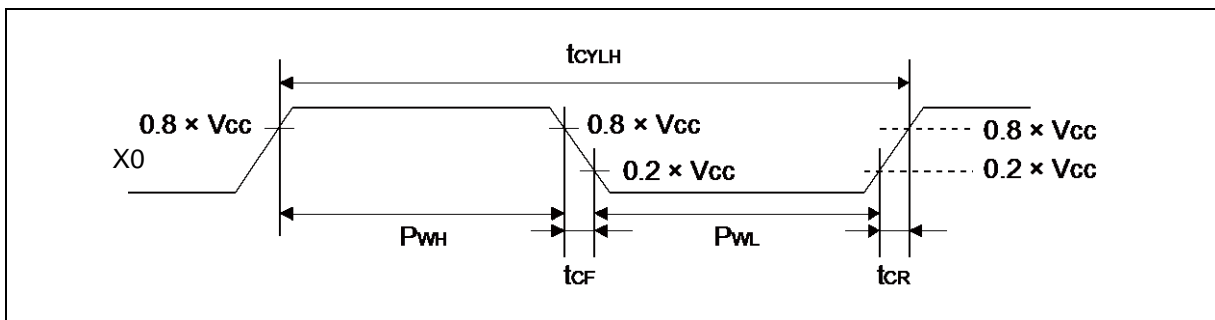 tCYLH
0.8 × Vcc
0.8 × Vcc
0.8 × Vcc
X0
0.2 × Vcc
0.2 × Vcc
PWH
PWL
tCF
tCR